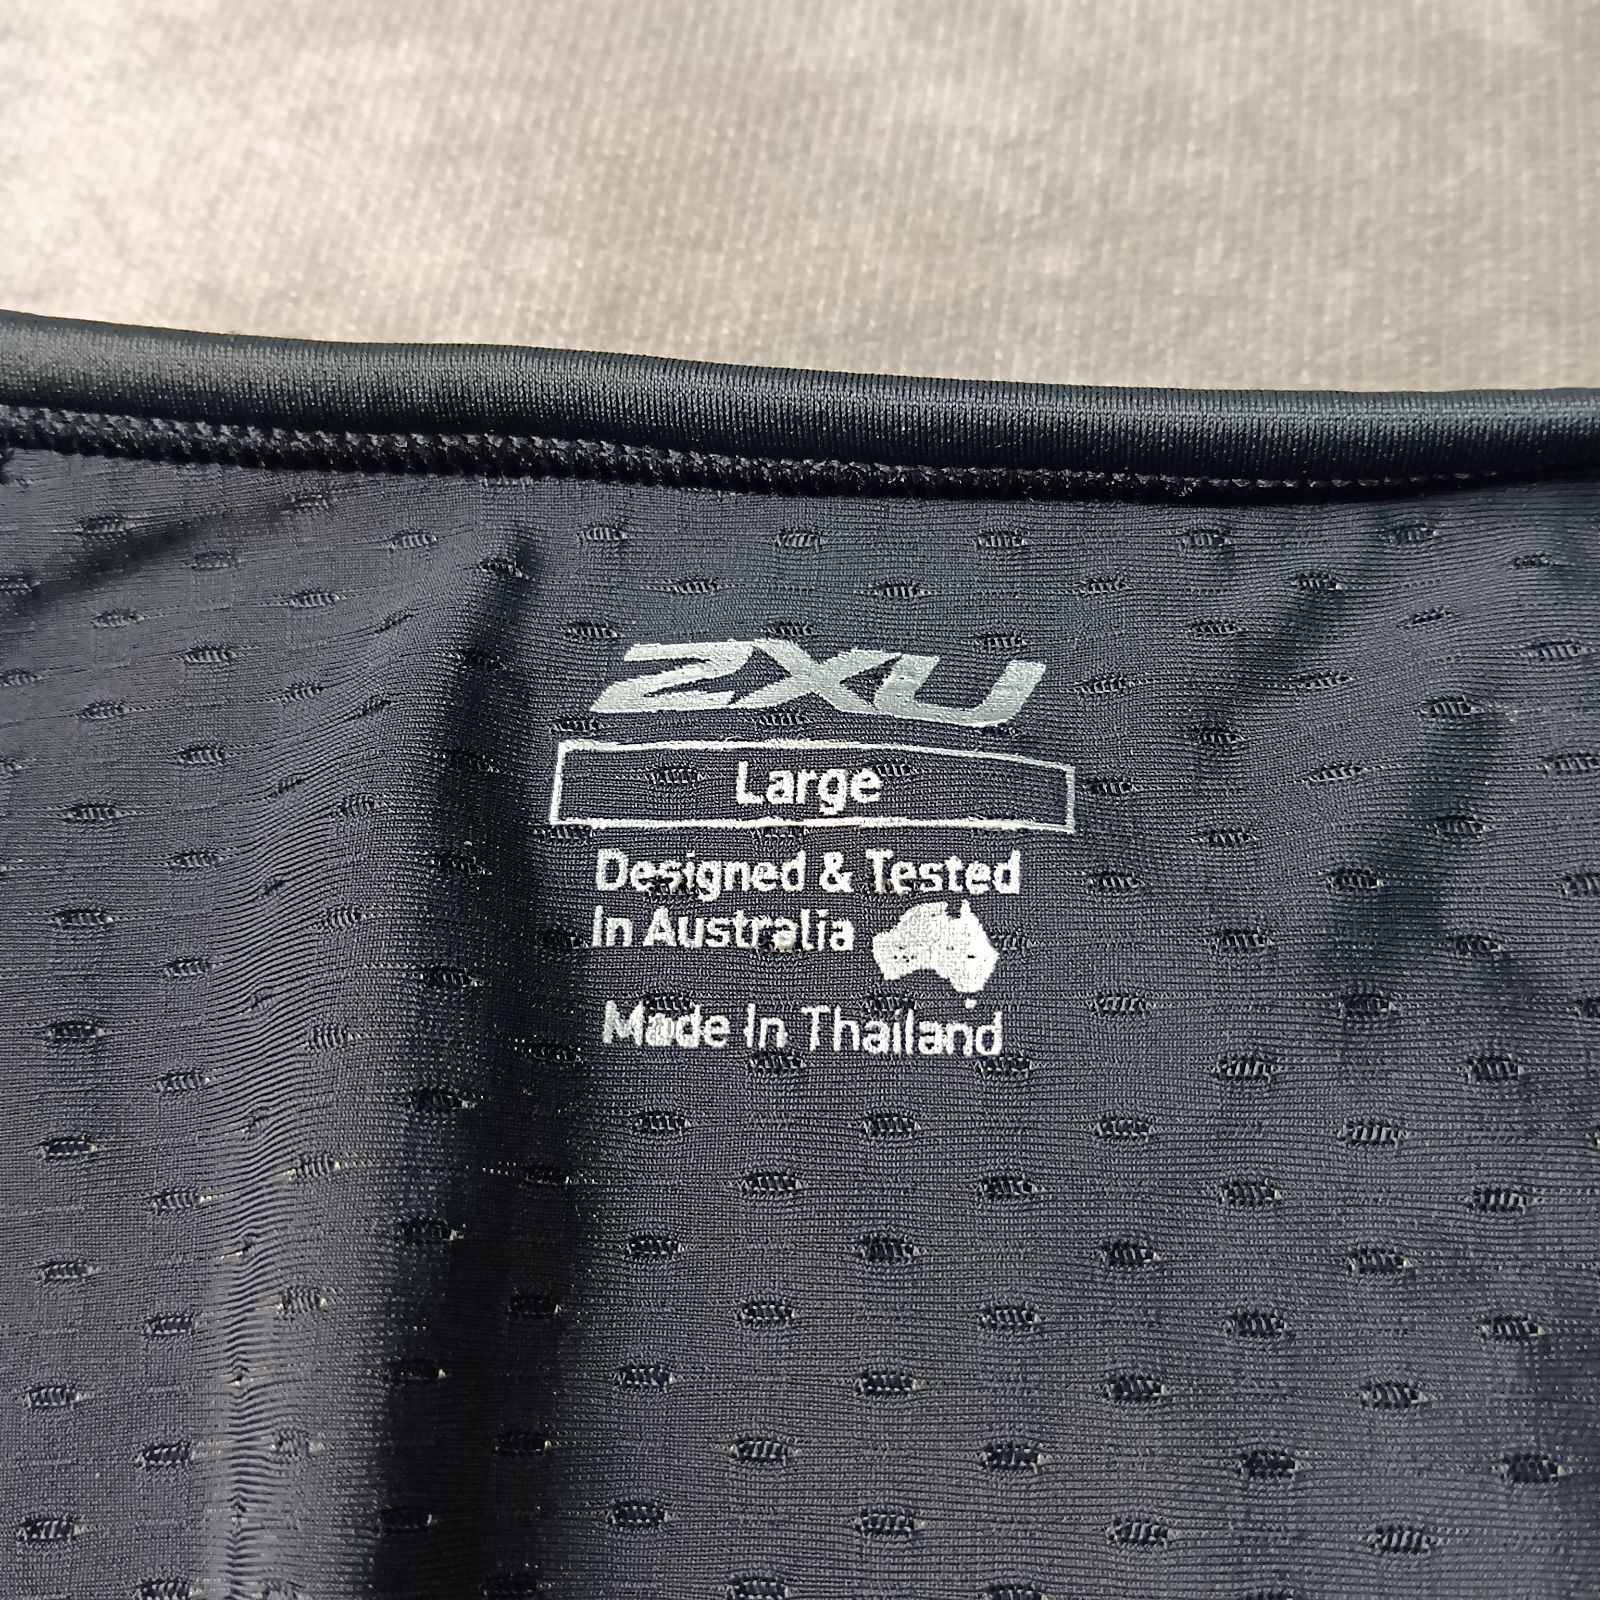 2XU
Large
Designed & Tested
In Australia
Made In Thailand